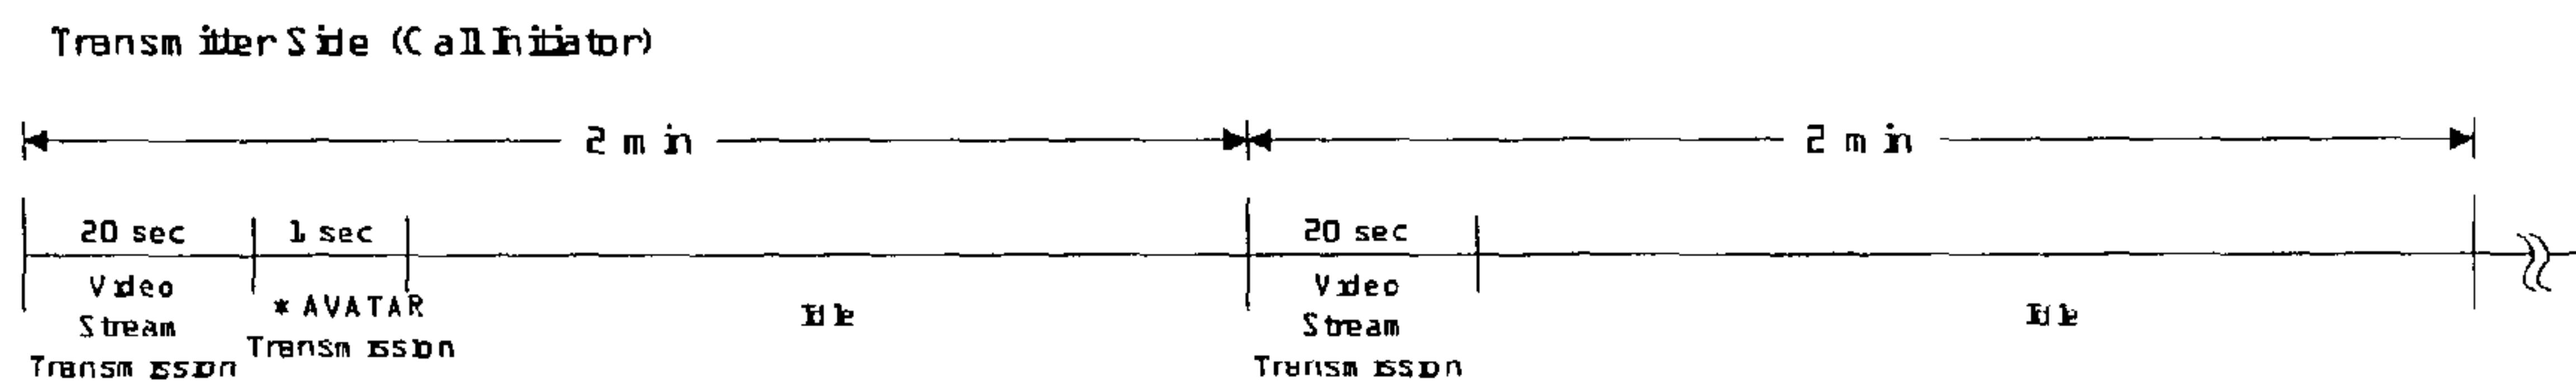 Transmitter Side (Call Initiator)
2 min 2 min
20 sec 1 sec 20 sec
Video
Stream
Transmission
* AVATAR
Transmission
Idle
Video
Stream
Transmission
Idle